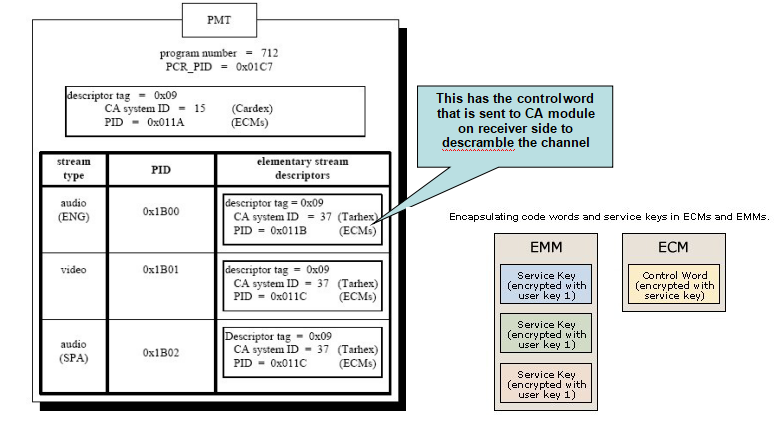 PMT
program number = 712
PCR_PID = 0x01C7
descriptor tag = 0x09
CA system ID = 15 (Cardex)
PID = 0x011A (ECMs)
This has the controlword
that is sent to CA module
on receiver side to
descramble the channel
stream type PID elementary stream descriptors
audio (ENG) 0x1B00
descriptor tag = 0x09
CA system ID = 37 (Tarhex)
PID = 0x011B (ECMs)
video 0x1B01
descriptor tag = 0x09
CA system ID = 37 (Tarhex)
PID = 0x011C (ECMs)
audio (SPA) 0x1B02
Descriptor tag = 0x09
CA system ID = 37 (Tarhex)
PID = 0x011C (ECMs)
Encapsulating code words and service keys in ECMs and EMMs.
EMM
Service Key
(encrypted with
user key 1)
Service Key
(encrypted with
user key 1)
Service Key
(encrypted with
user key 1)
ECM
Control Word
(encrypted with
service key)